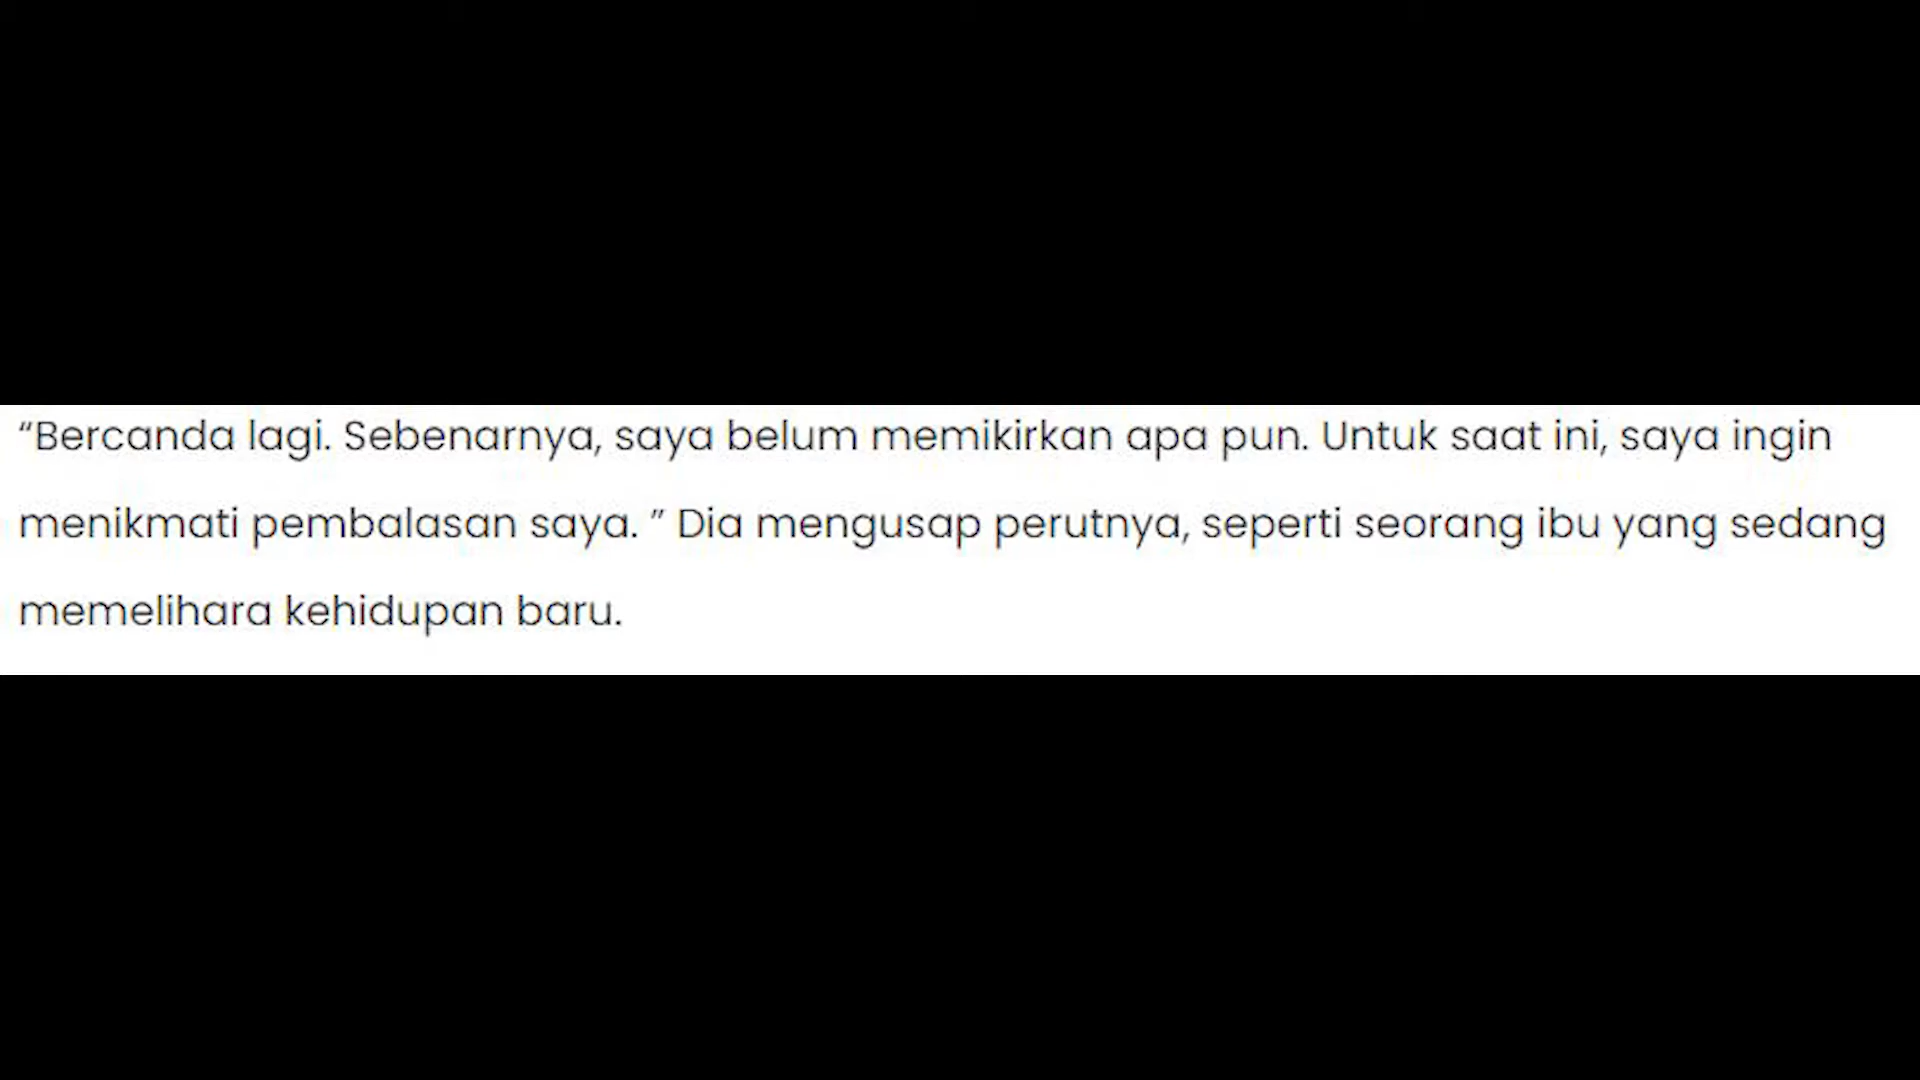 “Bercanda lagi. Sebenarnya, saya belum memikirkan apa pun. Untuk saat ini, saya ingin
menikmati pembalasan saya. ” Dia mengusap perutnya, seperti seorang ibu yang sedang
memelihara kehidupan baru.